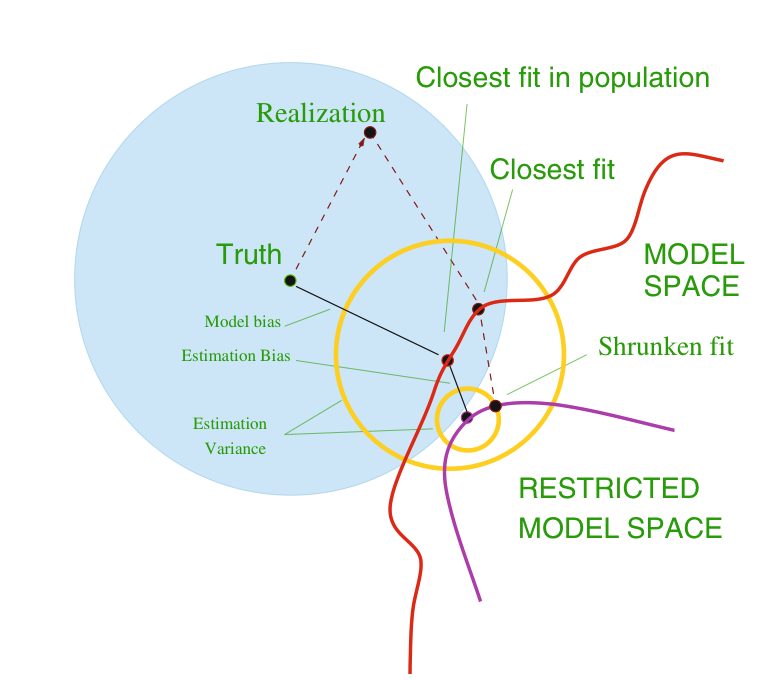 Closest fit in population
Realization
Closest fit
Truth
MODEL
SPACE
Model bias
Shrunken fit
Estimation Bias
Estimation
Variance
RESTRICTED
MODEL SPACE